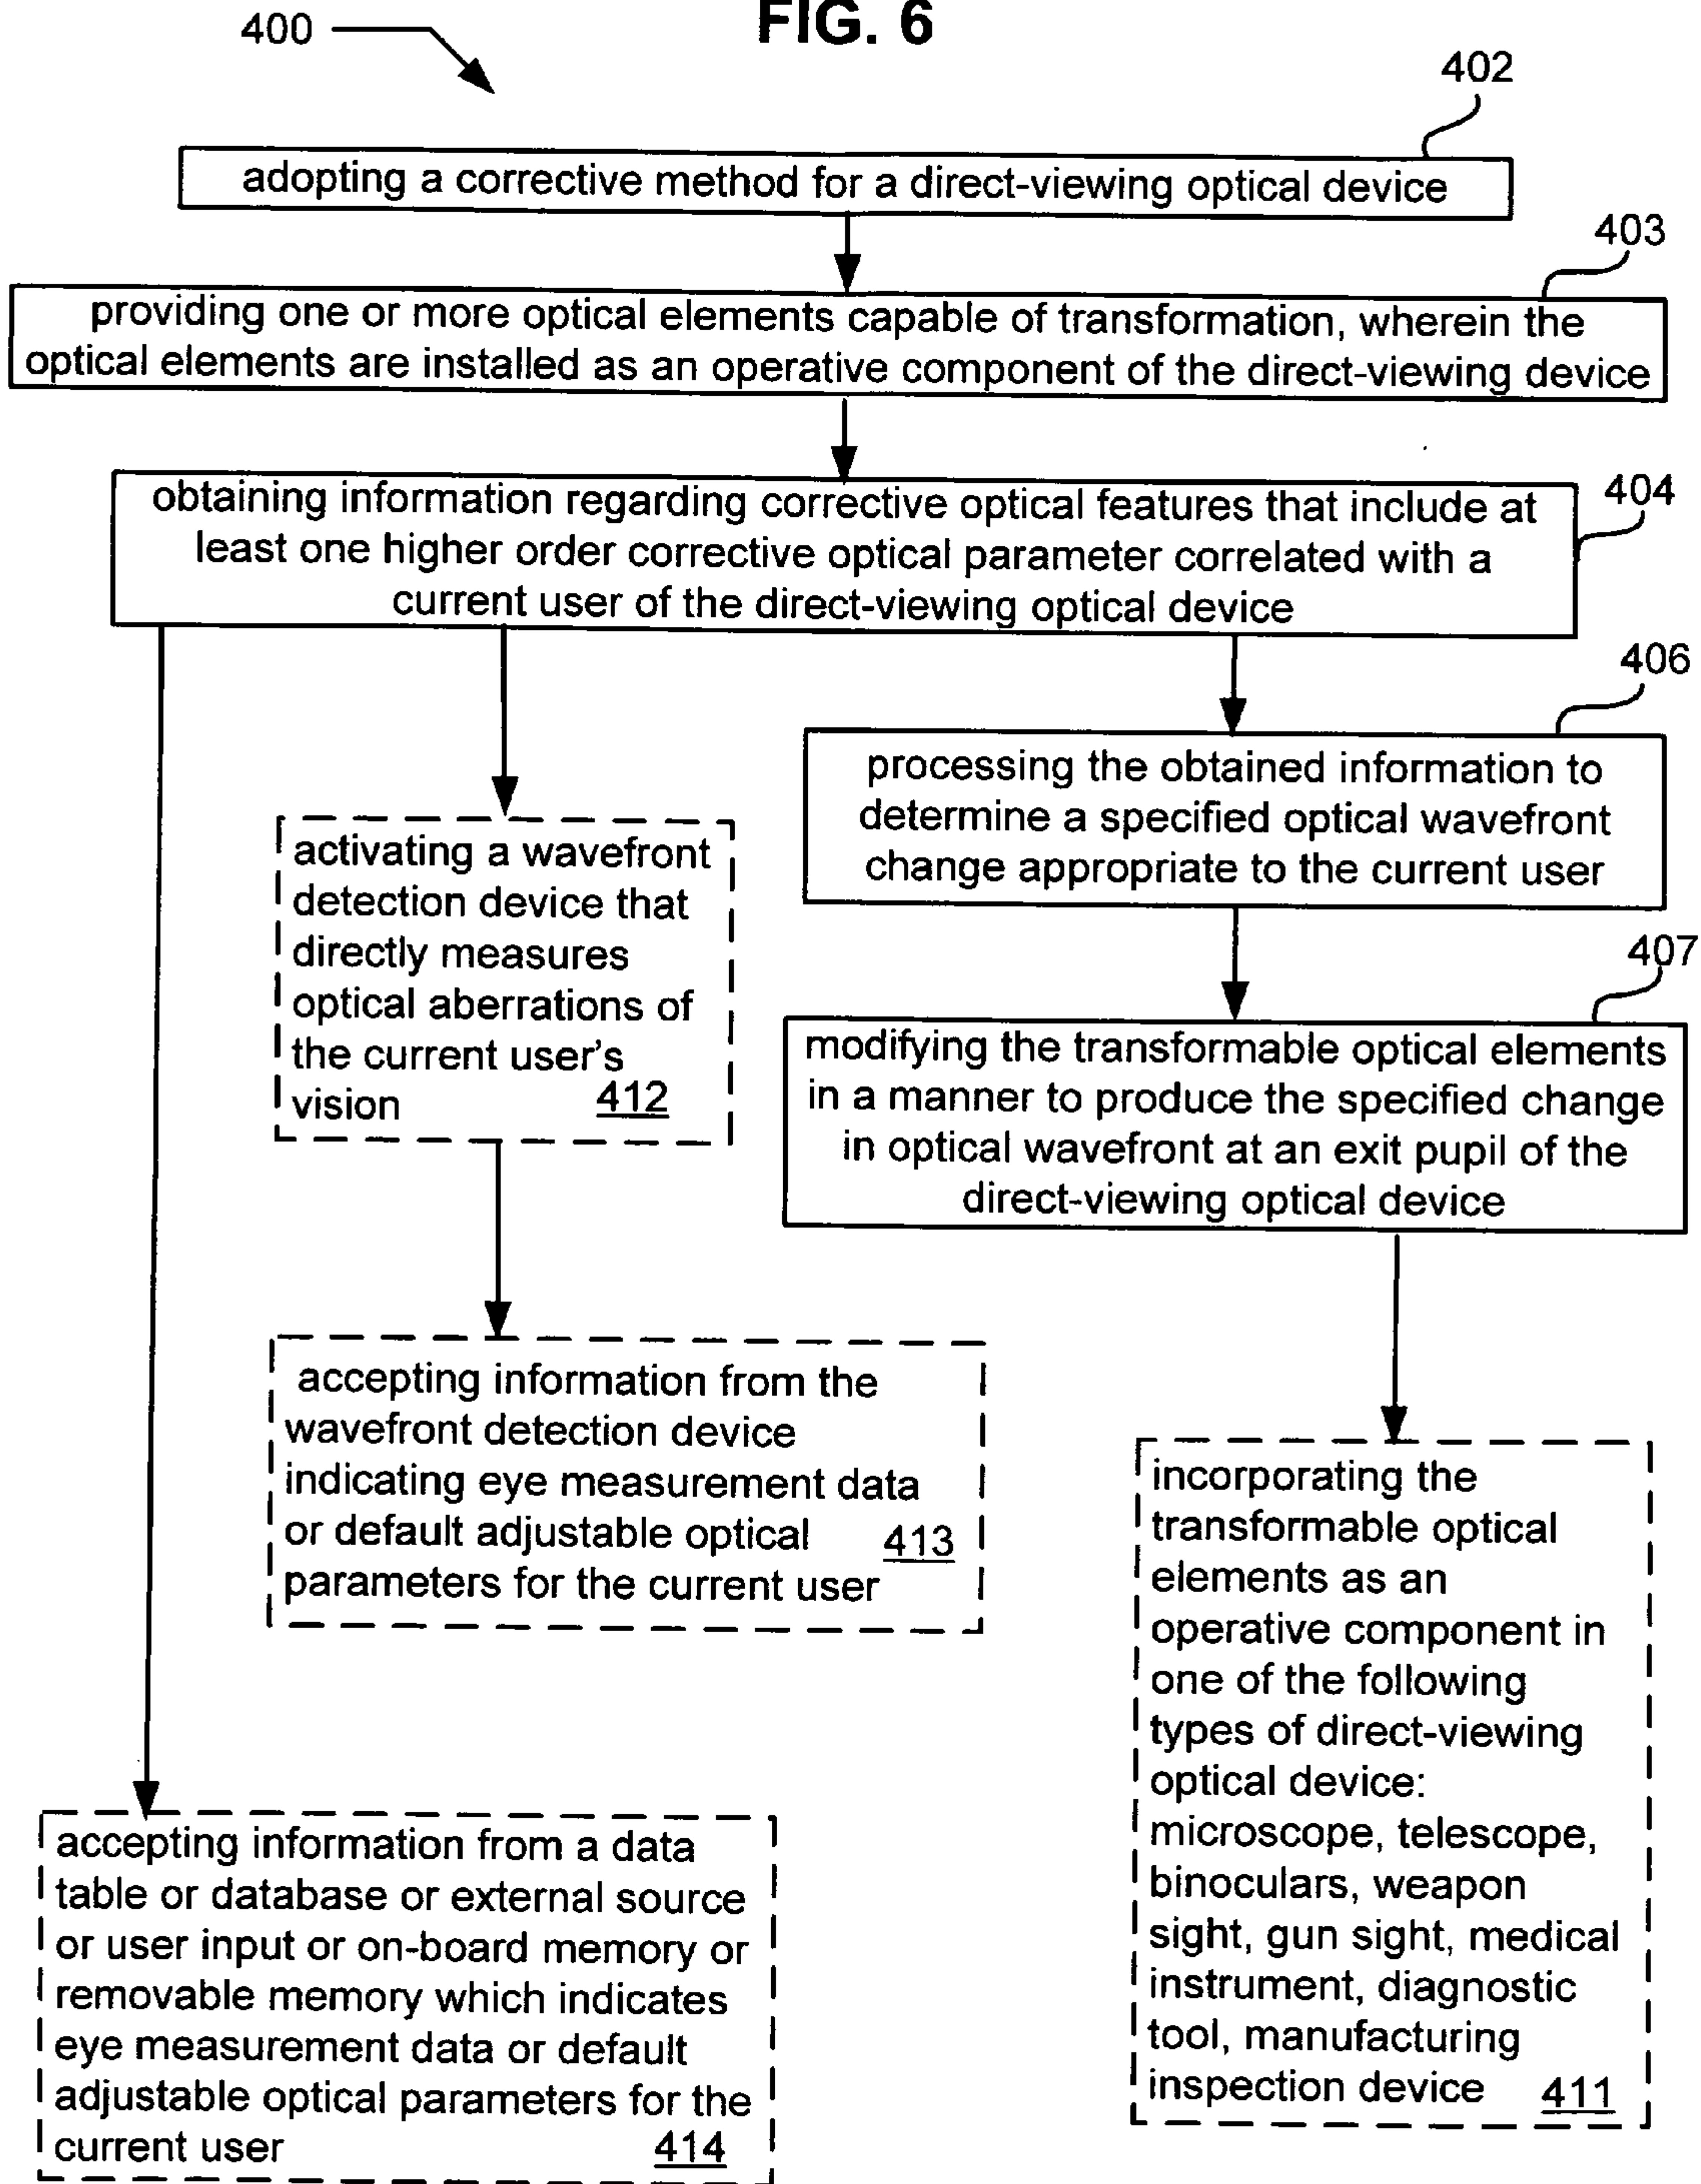 FIG. 6
400
402
adopting a corrective method for a direct-viewing optical device
403
providing one or more optical elements capable of transformation, wherein the
optical elements are installed as an operative component of the direct-viewing device
404
obtaining information regarding corrective optical features that include at
least one higher order corrective optical parameter correlated with a
current user of the direct-viewing optical device
406
processing the obtained information to
determine a specified optical wavefront
change appropriate to the current user
activating a wavefront
detection device that
directly measures
optical aberrations of
the current user's
vision 412
407
modifying the transformable optical elements
in a manner to produce the specified change
in optical wavefront at an exit pupil of the
direct-viewing optical device
accepting information from the
wavefront detection device
indicating eye measurement data
or default adjustable optical 413
parameters for the current user
incorporating the
transformable optical
elements as an
operative component in
one of the following
types of direct-viewing
optical device:
microscope, telescope,
binoculars, weapon
sight, gun sight, medical
instrument, diagnostic
tool, manufacturing
inspection device 411
accepting information from a data
table or database or external source
or user input or on-board memory or
removable memory which indicates
eye measurement data or default
adjustable optical parameters for the
current user 414